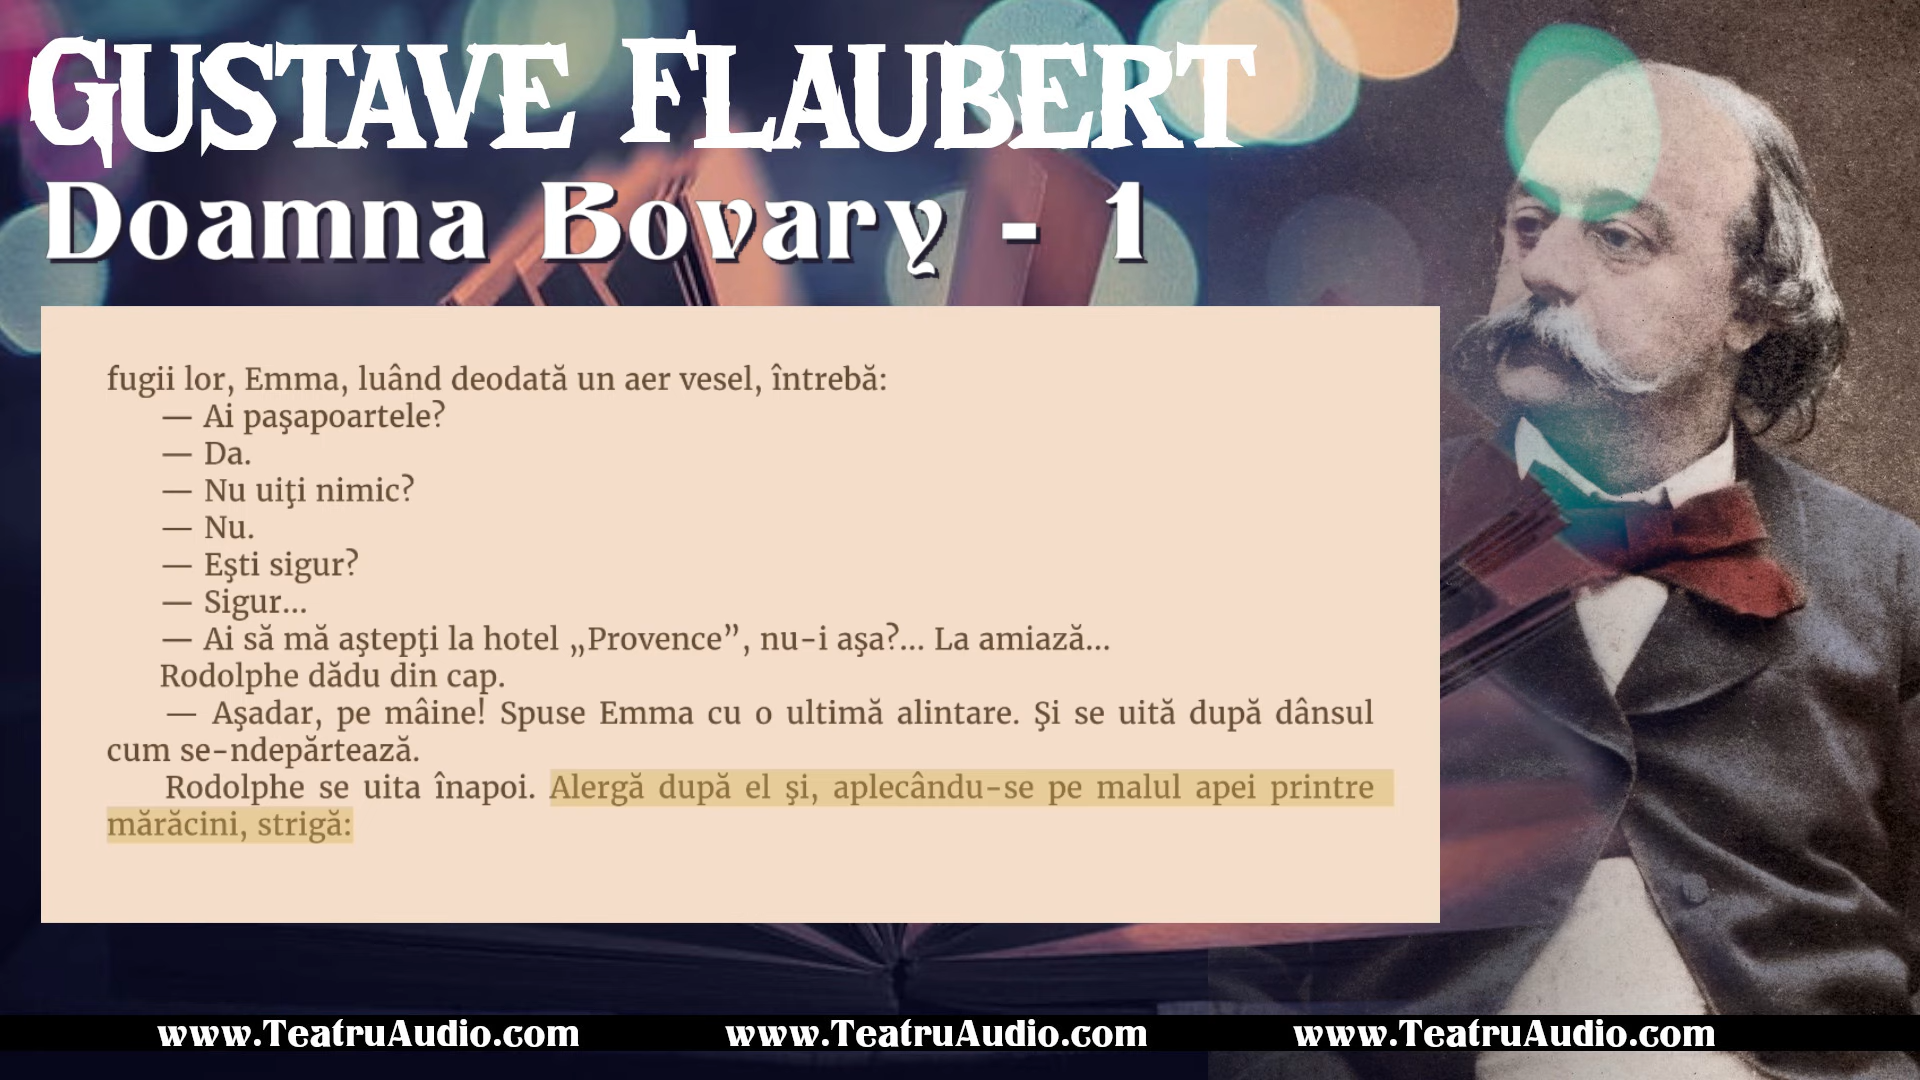 GUSTAVE FLAUBERT
Doamna Bovary - 1
fugii lor, Emma, luând deodată un aer vesel, întrebă:
— Ai paşapoartele?
— Da.
— Nu uiţi nimic?
— Nu.
— Eşti sigur?
— Sigur...
— Ai să mă aştepţi la hotel „Provence”, nu-i aşa?... La amiază...
Rodolphe dădu din cap.
— Aşadar, pe mâine! Spuse Emma cu o ultimă alintare. Şi se uită după dânsul
cum se-ndepărtează.
Rodolphe se uita înapoi. Alergă după el şi, aplecându-se pe malul apei printre
mărăcini, strigă:
www.TeatruAudio.com www.TeatruAudio.com www.TeatruAudio.com